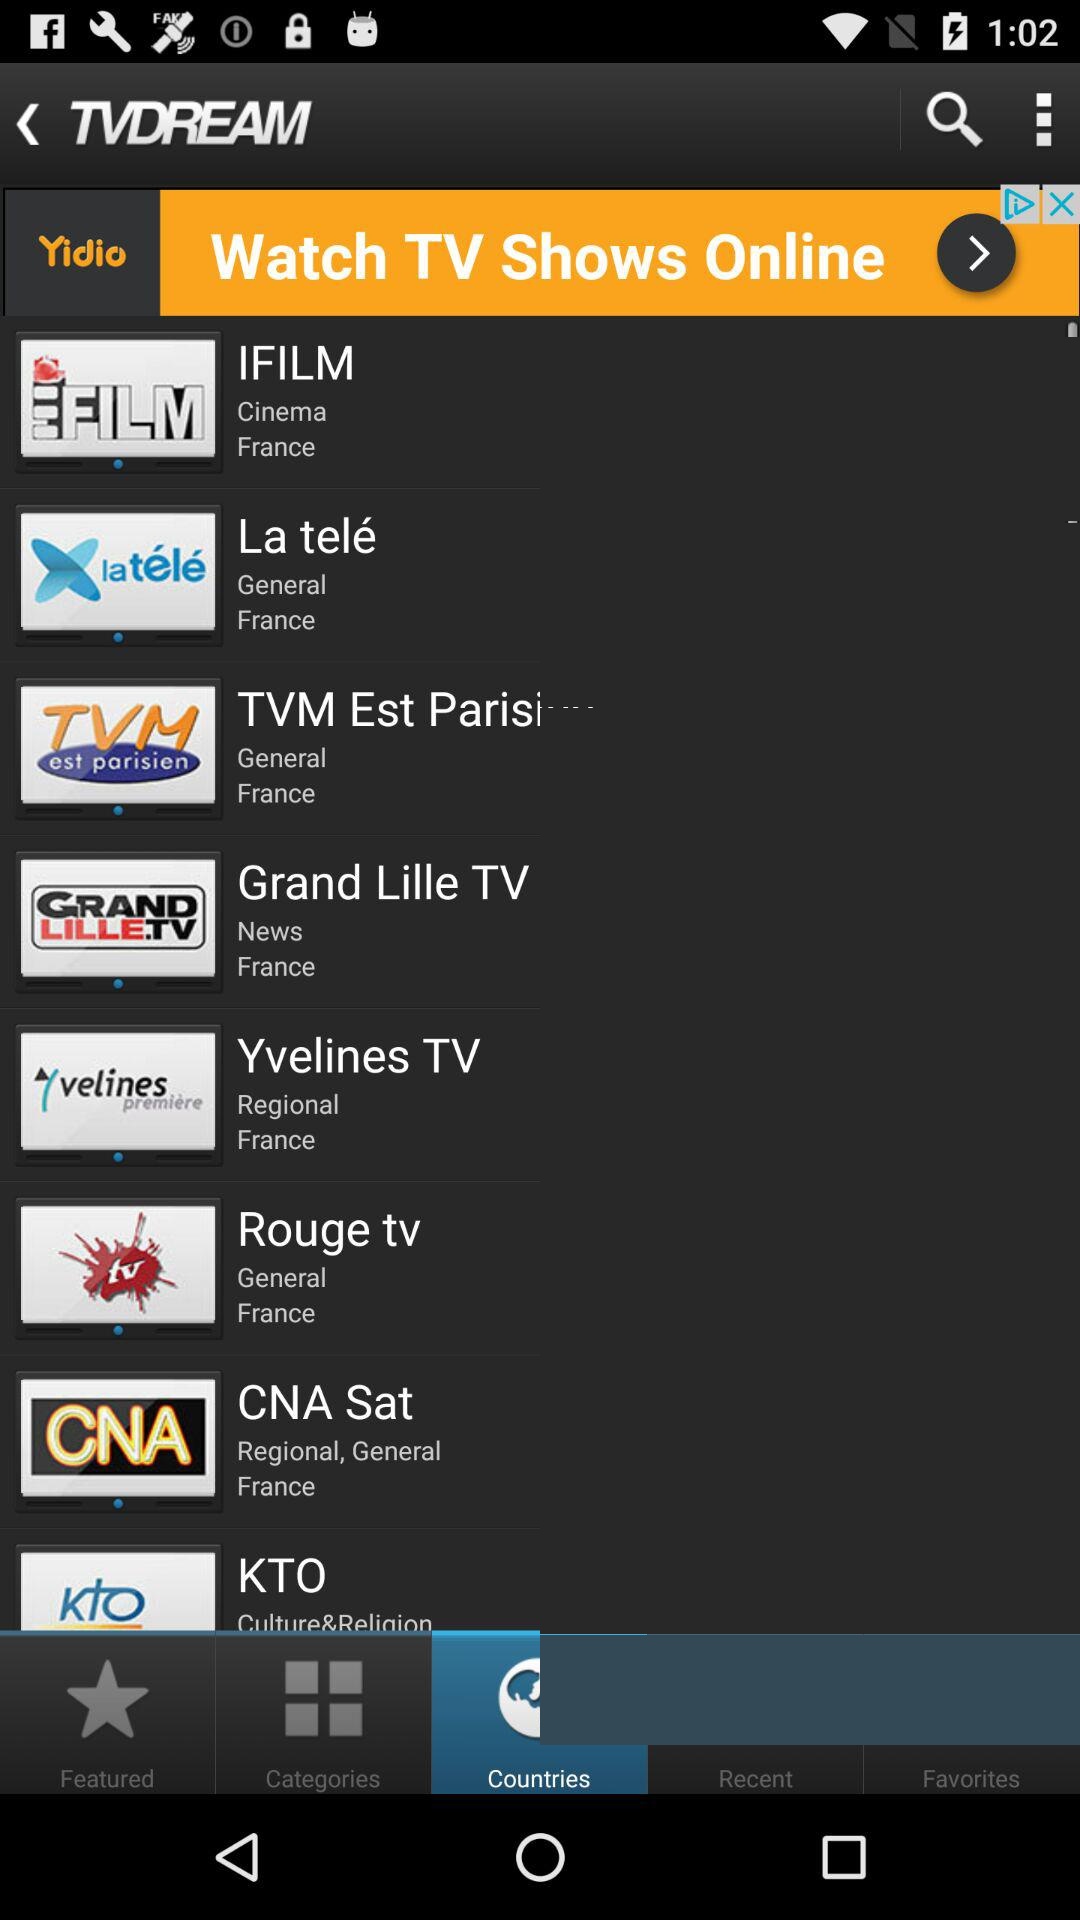 FAKE
1:02
TVDREAM
Yidio
Watch TV Shows Online
iFILM
IFILM
Cinema
France
la télé
La telé
General
France
TVM
est parisien
TVM Est Parisi
General
France
GRAND
LILLE.TV
Grand Lille TV
News
France
Yvelines
première
Yvelines TV
Regional
France
tv
Rouge tv
General
France
CNA
CNA Sat
Regional, General
France
kto
KTO
Culture&Religion
Featured
Categories
Countries
Recent
Favorites